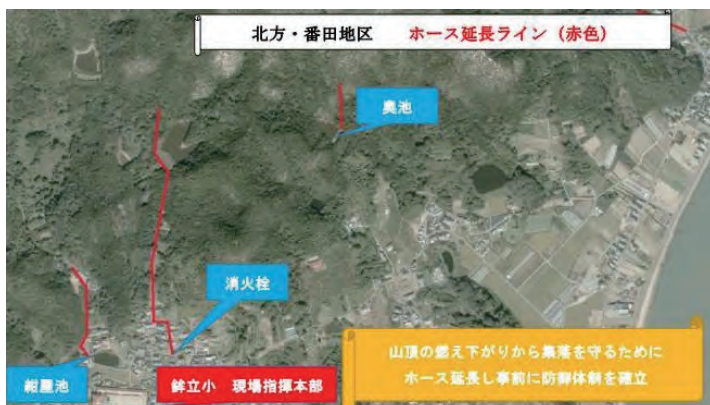 北方・番田地区　ホース延長ライン（赤色）
奥池
消火栓
紺屋池
鉾立小　現場指揮本部
山頂の燃え下がりから集落を守るために
ホース延長し事前に防御体制を確立